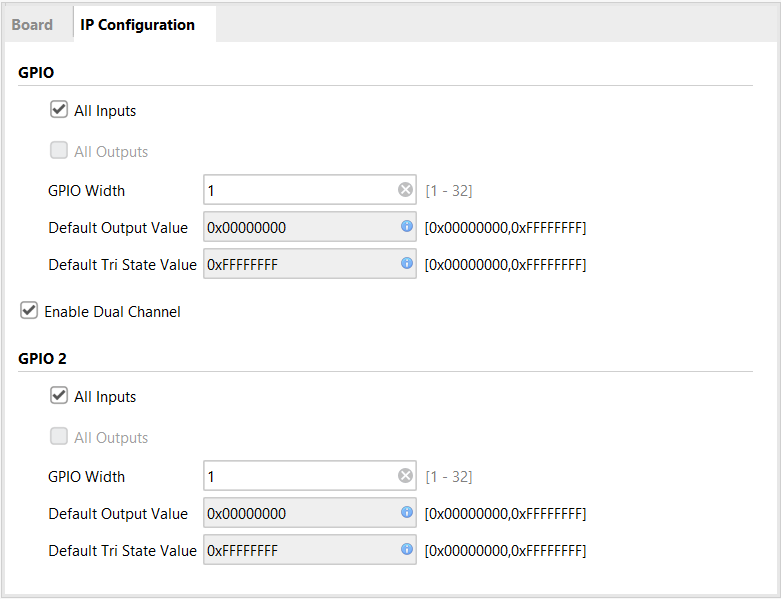 Board IP Configuration
GPIO
All Inputs
All Outputs
GPIO Width 1 [1 - 32]
Default Output Value 0x00000000 [0x00000000,0xFFFFFFFF]
Default Tri State Value 0xFFFFFFFF [0x00000000,0xFFFFFFFF]
Enable Dual Channel
GPIO 2
All Inputs
All Outputs
GPIO Width 1 [1 - 32]
Default Output Value 0x00000000 [0x00000000,0xFFFFFFFF]
Default Tri State Value 0xFFFFFFFF [0x00000000,0xFFFFFFFF]